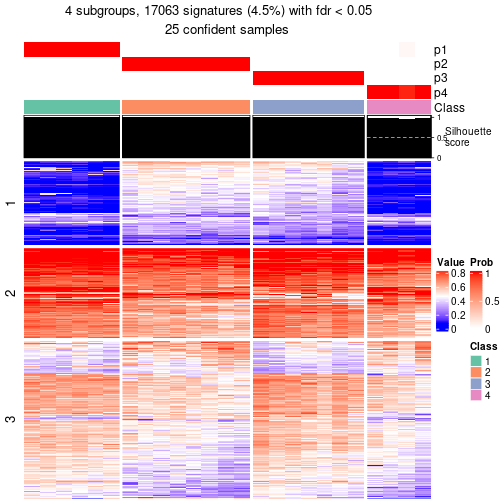 4 subgroups, 17063 signatures (4.5%) with fdr < 0.05
25 confident samples
p1
p2
p3
p4
Class
1
0.5
0
Silhouette
score
1
2
3
Value
0.8
0.6
0.4
0.2
0
Prob
1
0.5
0
Class
1
2
3
4